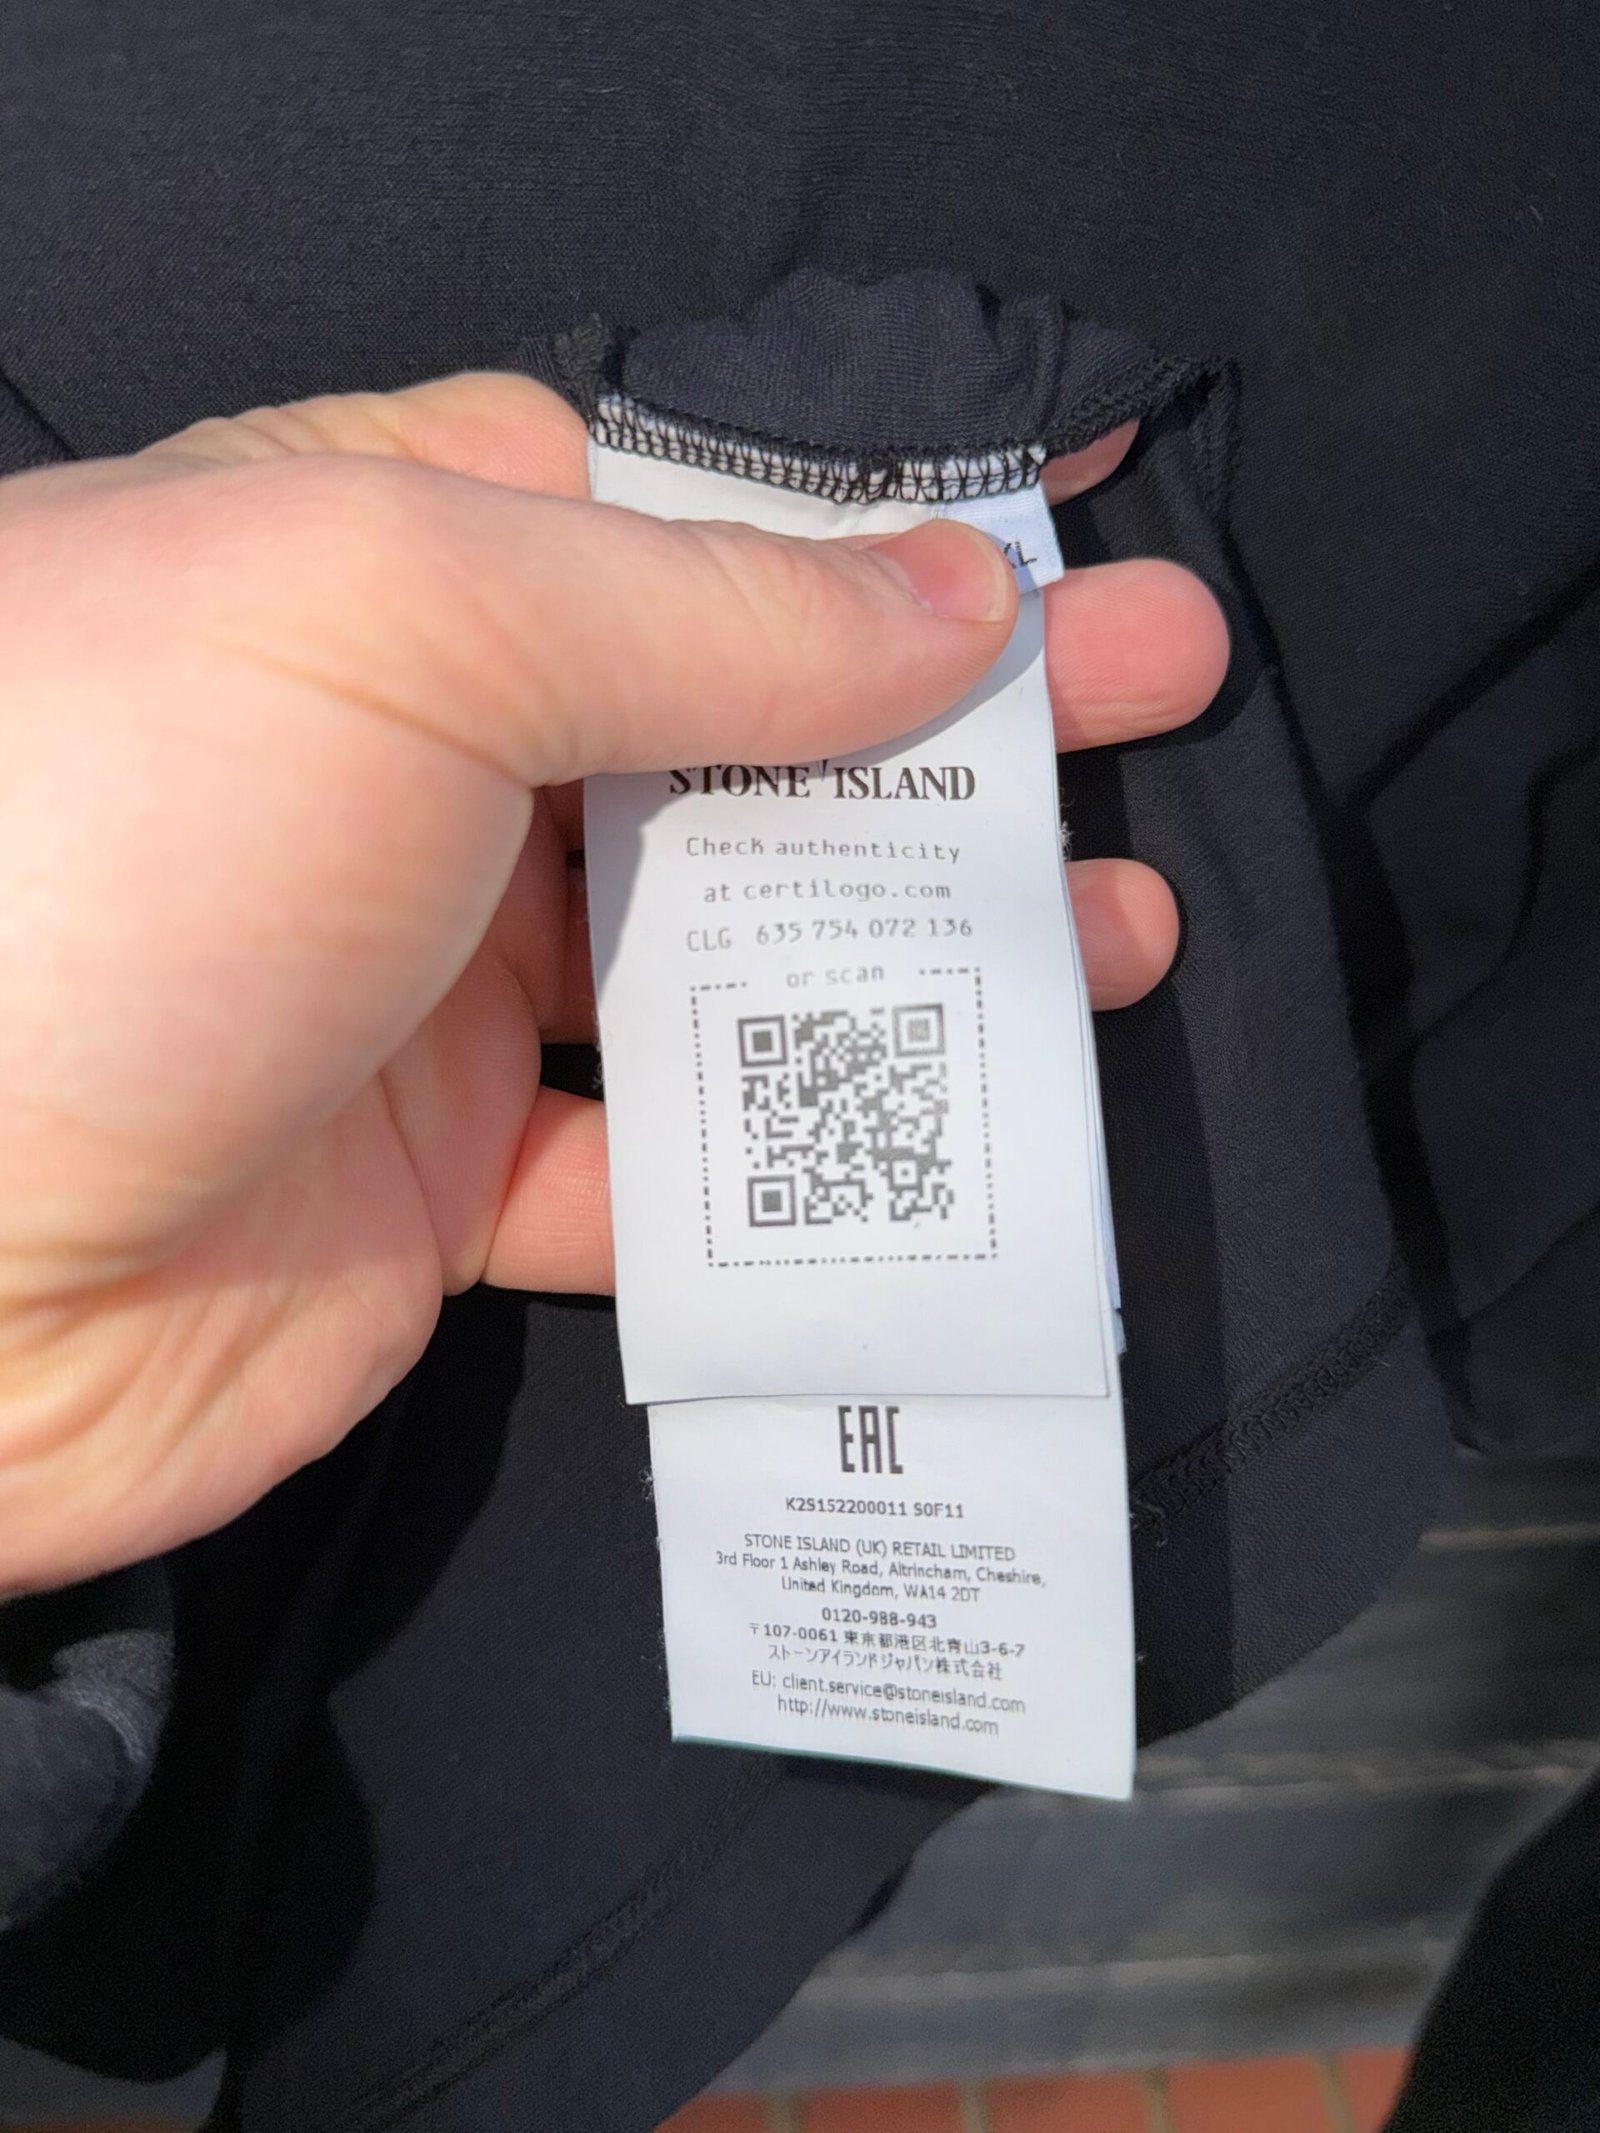 XL
STONE ISLAND
Check authenticity
at certilogo.com
CLG 635 754 072 136
or scan
EAC
K2S152200011 S0F11
STONE ISLAND (UK) RETAIL LIMITED
3rd Floor 1 Ashley Road, Altrincham, Cheshire,
United Kingdom, WA14 2DT
0120-988-943
〒107-0061 東京都港区北青山3-6-7
ストーンアイランドジャパン株式会社
EU: client.service@stoneisland.com
http://www.stoneisland.com